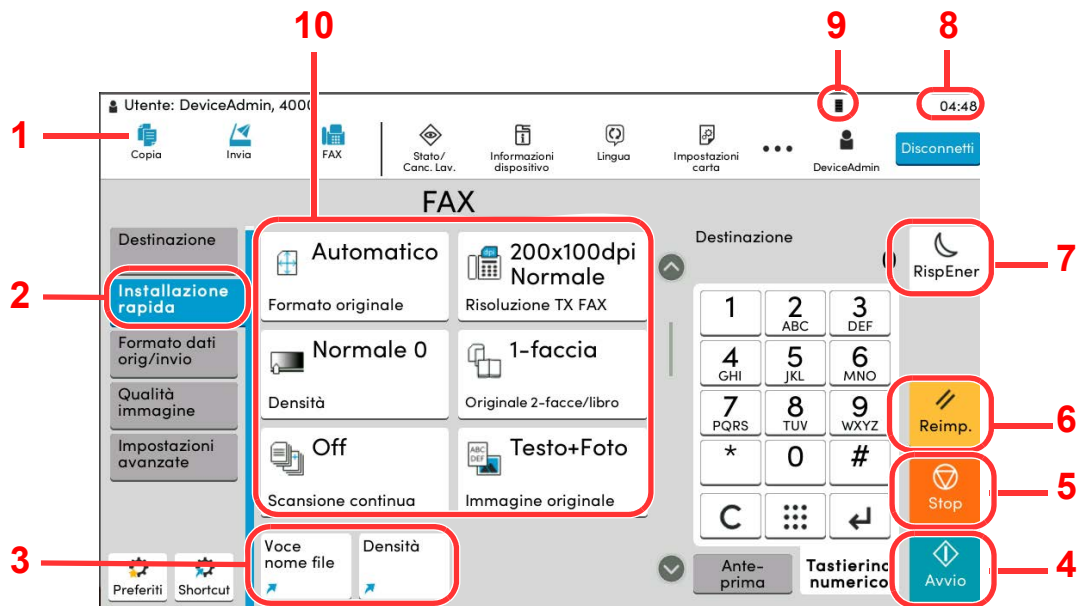 10
9
8
Utente: DeviceAdmin, 4000
04:48
1
Copia
Invia
FAX
Stato/
Canc. Lav.
Informazioni
dispositivo
Lingua
Impostazioni
carta
DeviceAdmin
Disconnetti
FAX
Destinazione
2
Installazione
rapida
Formato dati
orig/invio
Qualità
immagine
Impostazioni
avanzate
Automatico
Formato originale
dpi
200x100dpi
Normale
Risoluzione TX FAX
Normale 0
Densità
1-faccia
Originale 2-facce/libro
Off
Scansione continua
ABC
DEF
Testo+Foto
Immagine originale
Destinazione
RispEner
7
1
2
ABC
3
DEF
4
GHI
5
JKL
6
MNO
7
PQRS
8
TUV
9
WXYZ
*
0
#
C
Reimp.
6
Stop
5
3
Preferiti
Shortcut
Voce
nome file
Densità
Ante-
prima
Tastierino
numerico
Avvio
4